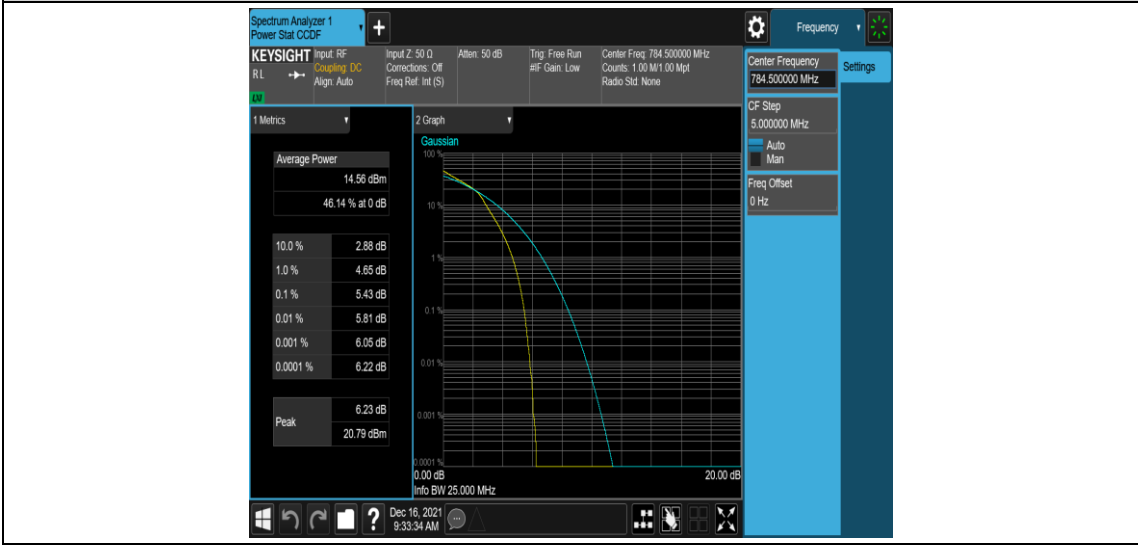 Spectrum Analyzer 1
Power Stat CCDF
+
Frequency
KEYSIGHT
RL
LM
Input: RF
Coupling: DC
Align: Auto
Input Z: 50 Ω
Corrections: Off
Freq Ref: Int (S)
Atten: 50 dB
Trig: Free Run
#IF Gain: Low
Center Freq: 784.500000 MHz
Counts: 1.00 M/1.00 Mpt
Radio Std: None
Center Frequency
784.500000 MHz
Settings
CF Step
5.000000 MHz
Auto
Man
Freq Offset
0 Hz
1 Metrics
Average Power
14.56 dBm
46.14 % at 0 dB
10.0 % 2.88 dB
1.0 % 4.65 dB
0.1 % 5.43 dB
0.01 % 5.81 dB
0.001 % 6.05 dB
0.0001 % 6.22 dB
Peak
6.23 dB
20.79 dBm
2 Graph
Gaussian
100 %
10 %
1 %
0.1 %
0.01 %
0.001 %
0.0001 %
0.00 dB 20.00 dB
Info BW 25.000 MHz
?
Dec 16, 2021
9:33:34 AM